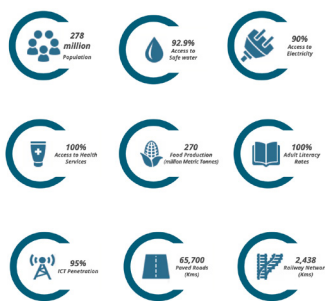 278
million
Population
92.9%
Access to
Safe water
90%
Access to
Electricity
100%
Access to Health
Services
270
Food Production
(million Metric Tonnes)
100%
Adult Literacy
Rates
95%
ICT Penetration
65,700
Paved Roads
(Kms)
2,438
Railway Network
(Kms)